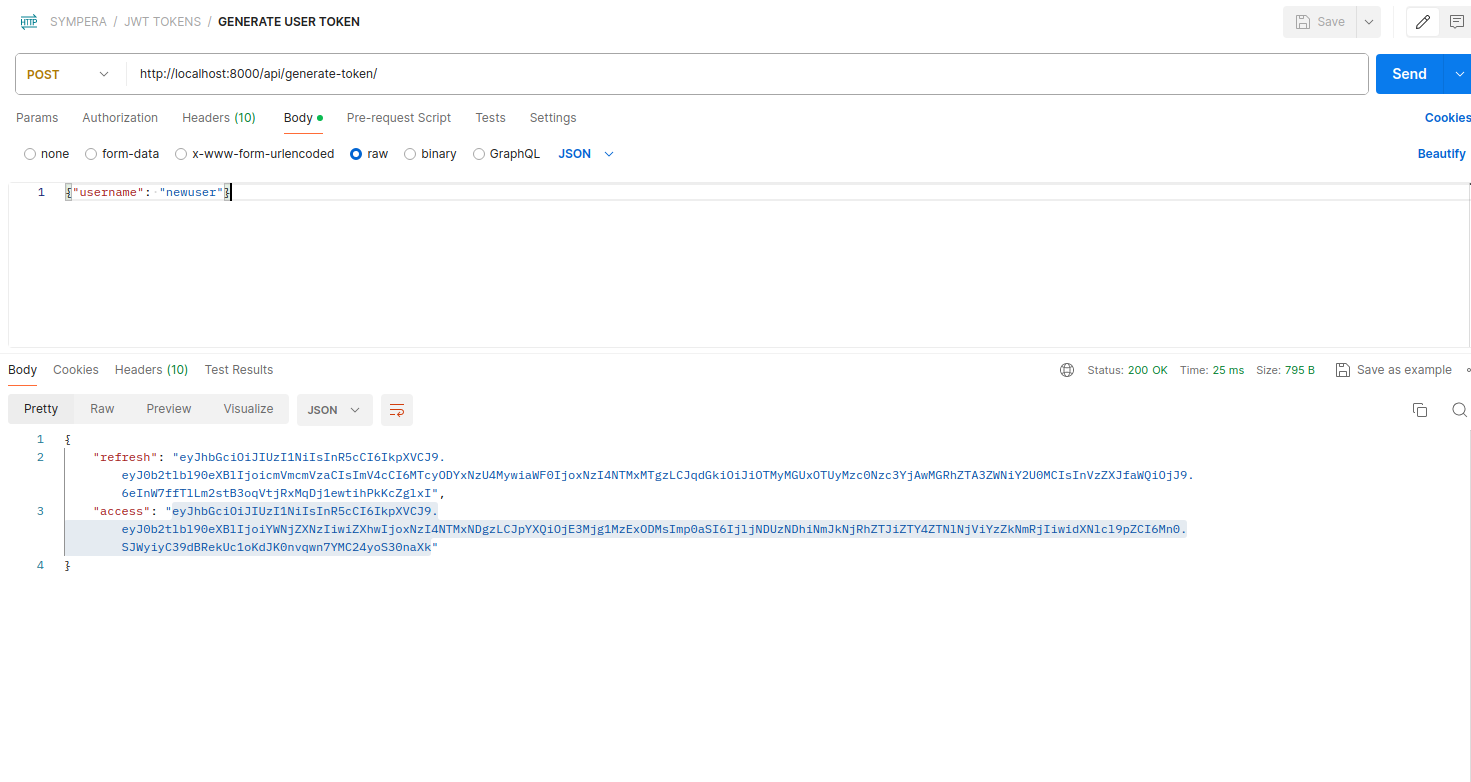 HTTP SYMPERA / JWT TOKENS / GENERATE USER TOKEN Save
POST http://localhost:8000/api/generate-token/ Send
Params Authorization Headers (10) Body Pre-request Script Tests Settings Cookies
none form-data x-www-form-urlencoded raw binary GraphQL JSON Beautify
1 {"username": "newuser"}
Body Cookies Headers (10) Test Results Status: 200 OK Time: 25 ms Size: 795 B Save as example
Pretty Raw Preview Visualize JSON
1 {
2 "refresh": "eyJhbGciOiJIUzI1NiIsInR5cCI6IkpXVCJ9.
eyJ0b2tlbl90eXBlIjoicmVmcmVzaCIsImV4cCI6MTcyODYxNzU4MywiaWF0IjoxNzI4NTMxMTgzLCJqdGkiOiJiOTMyMGUxOTUyMzc0Nzc3YjAwMGRhZTA3ZWNiY2U0MCIsInVzZXJfaWQiOjJ9.
6eInW7ffTlLm2stB3oqVtjRxMqDj1ewtihPkKcZglxI",
3 "access": "eyJhbGciOiJIUzI1NiIsInR5cCI6IkpXVCJ9.
eyJ0b2tlbl90eXBlIjoiYWNjZXNzIiwiZXhwIjoxNzI4NTMxNDgzLCJpYXQiOjE3Mjg1MzExODMsImp0aSI6IjljNDUzNDhiNmJkNjRhZTJiZTY4ZTNlNjViYzZkNmRjIiwidXNlcl9pZCI6Mn0.
SJWyiyC39dBRekUc1oKdJK0nvqwn7YMC24yoS30naXk"
4 }